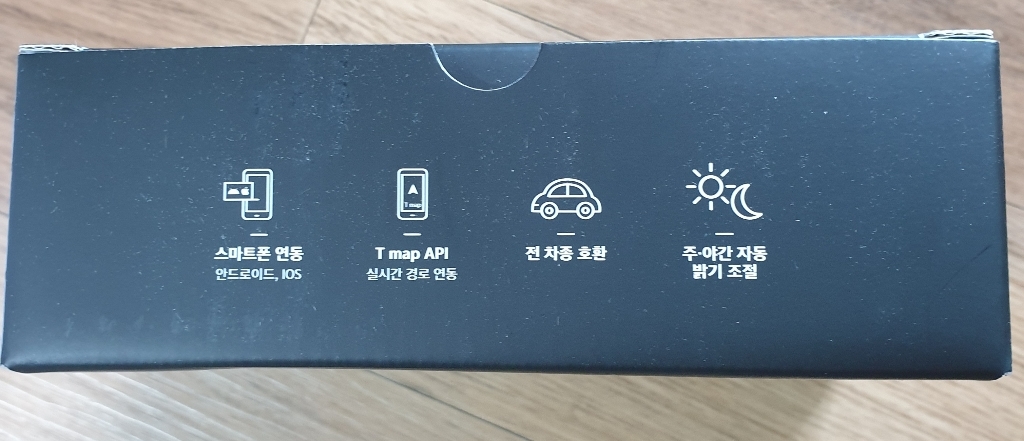 T map
스마트폰 연동
안드로이드, IOS
T map API
실시간 경로 연동
전 차종 호환
주·야간 자동
밝기 조절